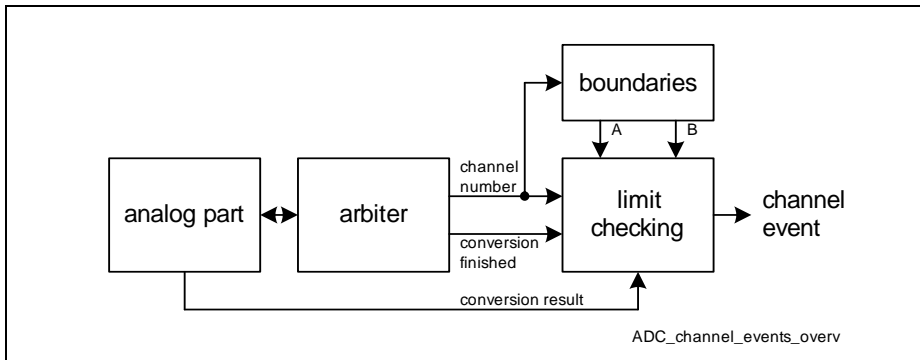 boundaries
A
B
channel
number
analog part
arbiter
limit
checking
channel
event
conversion
finished
conversion result
ADC_channel_events_overv